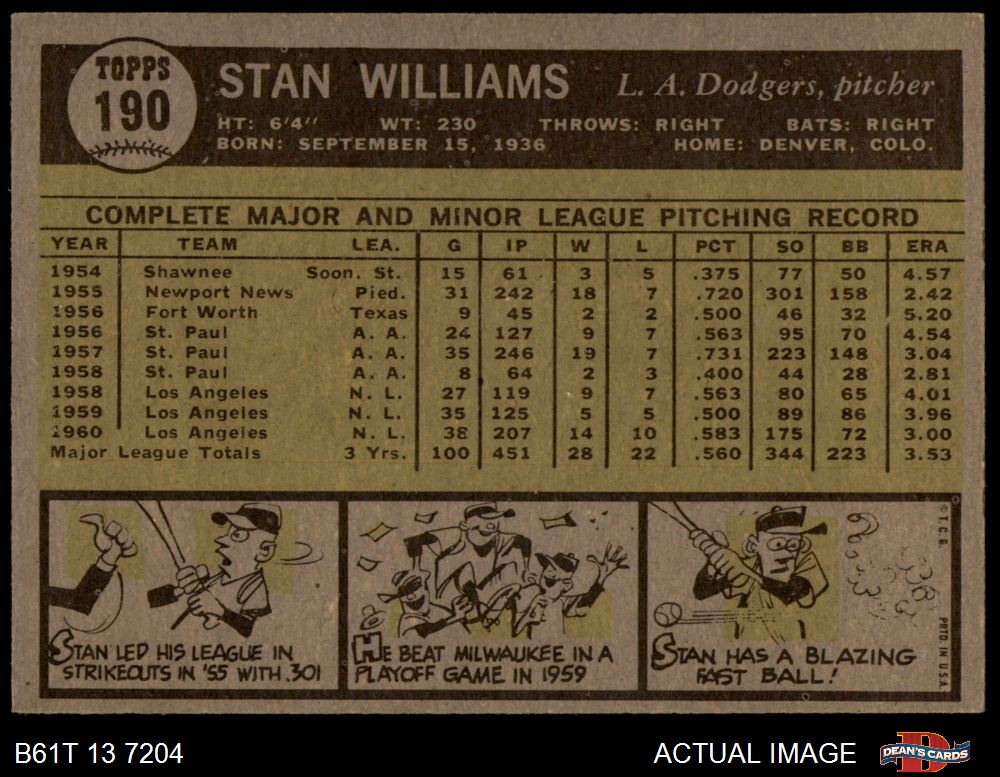 TOPPS
190
STAN WILLIAMS L. A. Dodgers, pitcher
HT: 6'4" WT: 230 THROWS: RIGHT BATS: RIGHT
BORN: SEPTEMBER 15, 1936 HOME: DENVER, COLO.
COMPLETE MAJOR AND MINOR LEAGUE PITCHING RECORD
YEAR TEAM LEA. G IP W L PCT SO BB ERA
1954 Shawnee Soon. St. 15 61 3 5 .375 77 50 4.57
1955 Newport News Pied. 31 242 18 7 .720 301 158 2.42
1956 Fort Worth Texas 9 45 2 2 .500 46 32 5.20
1956 St. Paul A. A. 24 127 9 7 .563 95 70 4.54
1957 St. Paul A. A. 35 246 19 7 .731 223 148 3.04
1958 St. Paul A. A. 8 64 2 3 .400 44 28 2.81
1958 Los Angeles N. L. 27 119 9 7 .563 80 65 4.01
1959 Los Angeles N. L. 35 125 5 5 .500 89 86 3.96
1960 Los Angeles N. L. 38 207 14 10 .583 175 72 3.00
Major League Totals 3 Yrs. 100 451 28 22 .560 344 223 3.53
STAN LED HIS LEAGUE IN
STRIKEOUTS IN '55 WITH 301
HE BEAT MILWAUKEE IN A
PLAYOFF GAME IN 1959
STAN HAS A BLAZING
FAST BALL!
© T.C.G. PRTD. IN U.S.A.
B61T 13 7204 ACTUAL IMAGE
DEAN'S CARDS